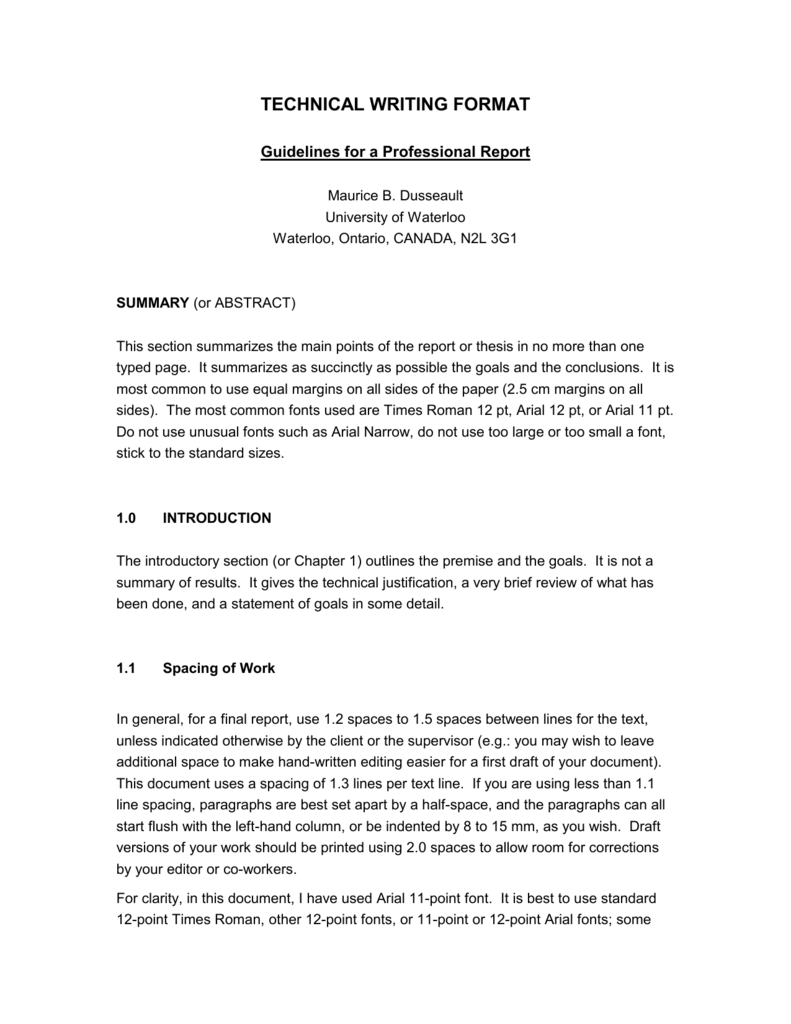 TECHNICAL WRITING FORMAT
Guidelines for a Professional Report
Maurice B. Dusseault
University of Waterloo
Waterloo, Ontario, CANADA, N2L 3G1
SUMMARY (or ABSTRACT)
This section summarizes the main points of the report or thesis in no more than one
typed page.  It summarizes as succinctly as possible the goals and the conclusions.  It is
most common to use equal margins on all sides of the paper (2.5 cm margins on all
sides).  The most common fonts used are Times Roman 12 pt, Arial 12 pt, or Arial 11 pt.
Do not use unusual fonts such as Arial Narrow, do not use too large or too small a font,
stick to the standard sizes.
1.0 INTRODUCTION
The introductory section (or Chapter 1) outlines the premise and the goals.  It is not a
summary of results.  It gives the technical justification, a very brief review of what has
been done, and a statement of goals in some detail.
1.1 Spacing of Work
In general, for a final report, use 1.2 spaces to 1.5 spaces between lines for the text,
unless indicated otherwise by the client or the supervisor (e.g.: you may wish to leave
additional space to make hand-written editing easier for a first draft of your document).
This document uses a spacing of 1.3 lines per text line.  If you are using less than 1.1
line spacing, paragraphs are best set apart by a half-space, and the paragraphs can all
start flush with the left-hand column, or be indented by 8 to 15 mm, as you wish.  Draft
versions of your work should be printed using 2.0 spaces to allow room for corrections
by your editor or co-workers.
For clarity, in this document, I have used Arial 11-point font.  It is best to use standard
12-point Times Roman, other 12-point fonts, or 11-point or 12-point Arial fonts; some